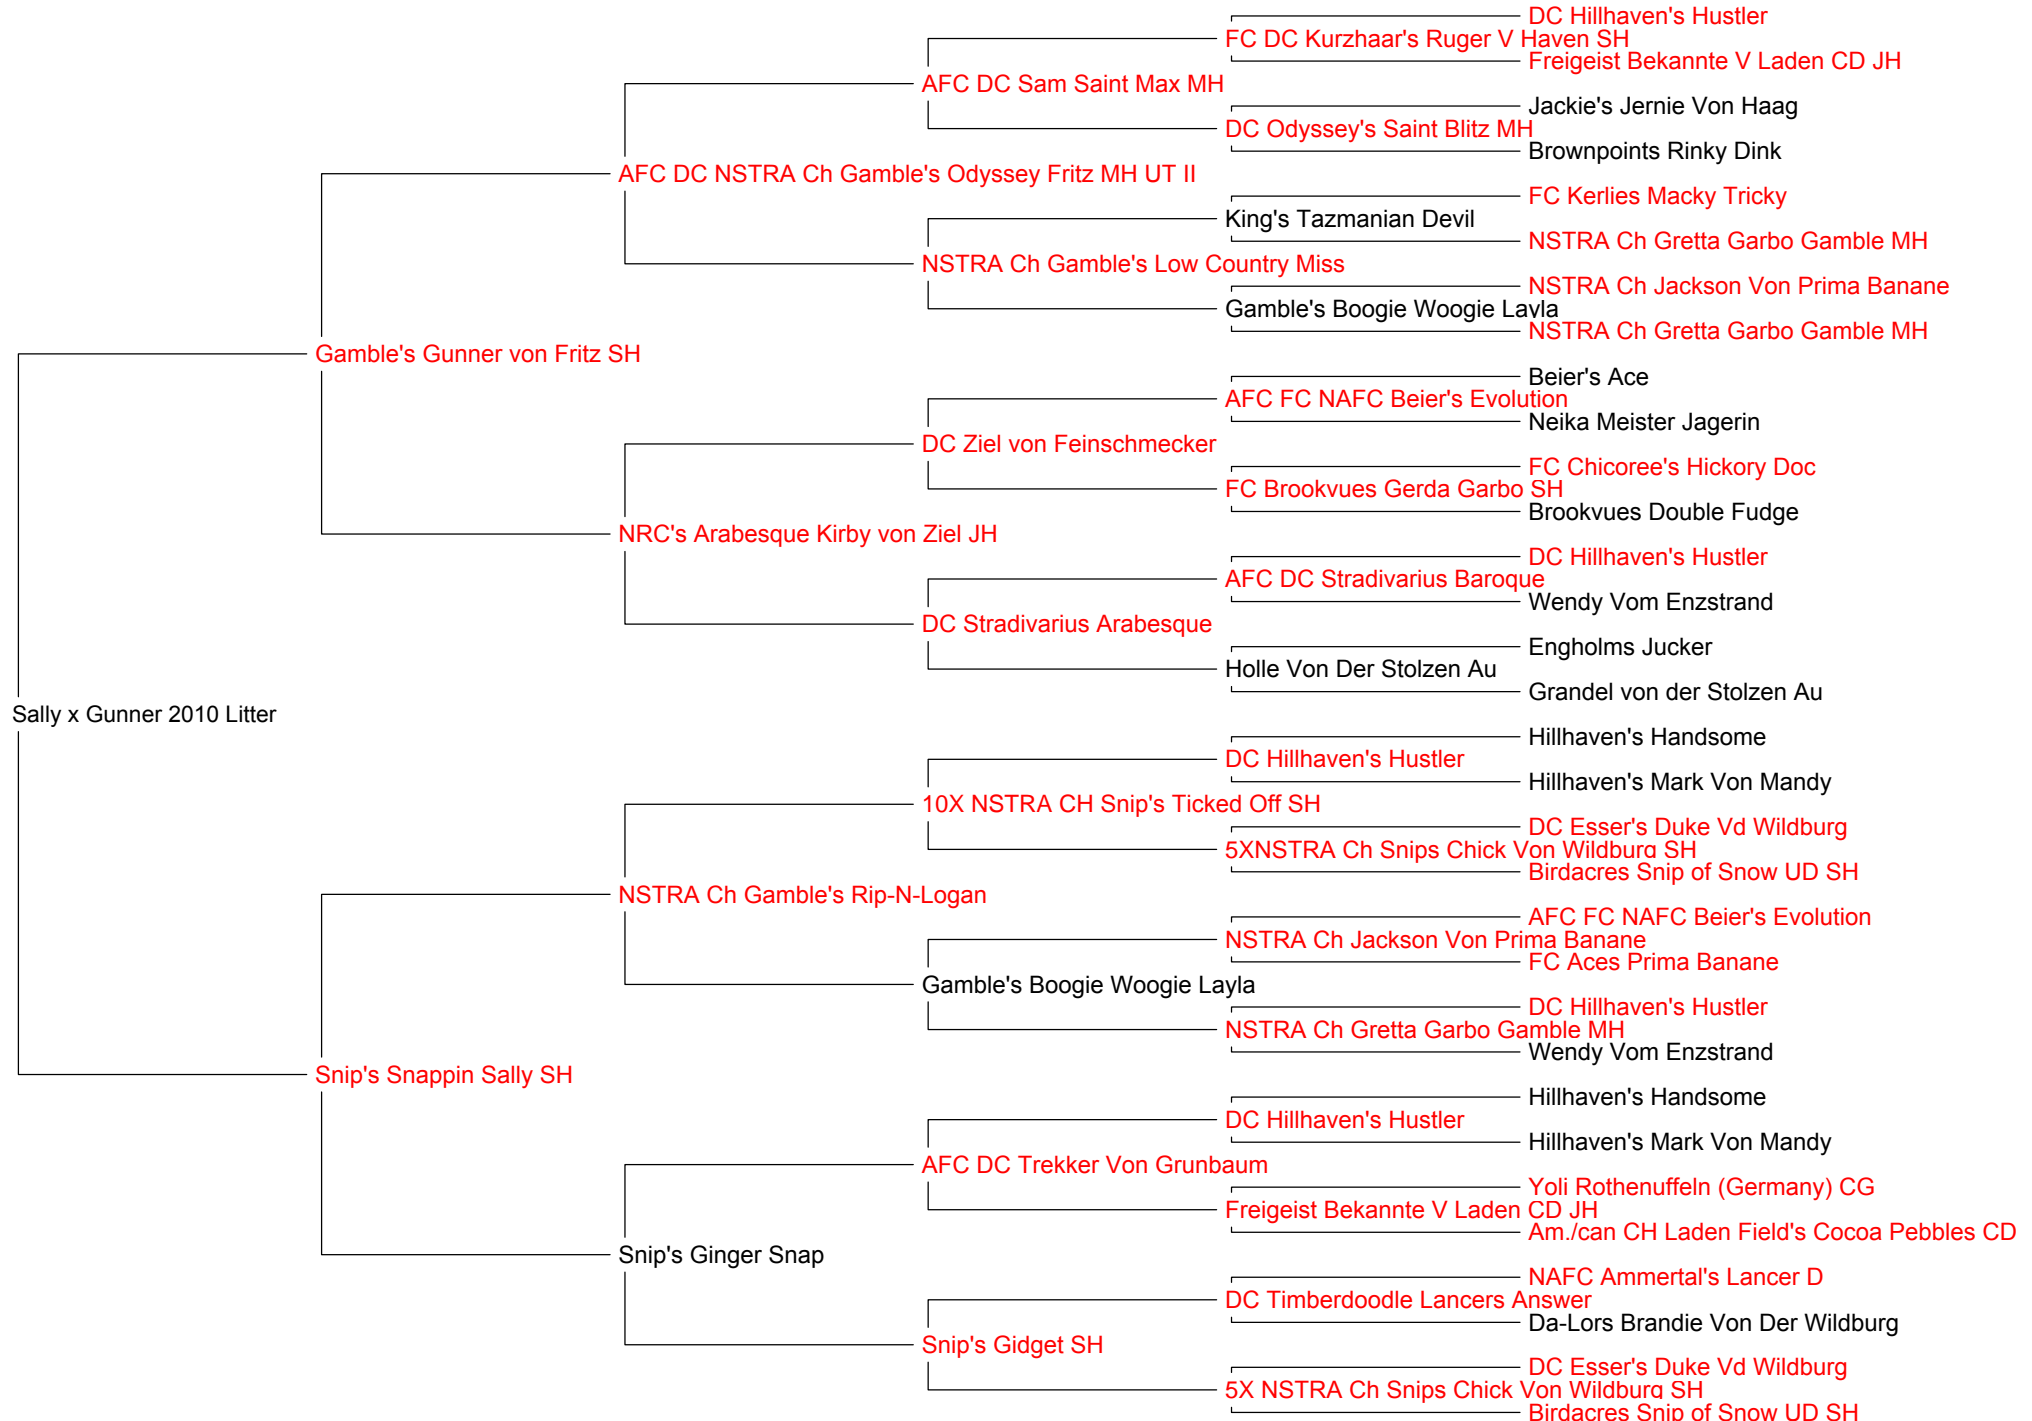 DC Hillhaven's Hustler
FC DC Kurzhaar's Ruger V Haven SH
Freigeist Bekannte V Laden CD JH
AFC DC Sam Saint Max MH
Jackie's Jernie Von Haag
DC Odyssey's Saint Blitz MH
Brownpoints Rinky Dink
AFC DC NSTRA Ch Gamble's Odyssey Fritz MH UT II
FC Kerlies Macky Tricky
King's Tazmanian Devil
NSTRA Ch Gretta Garbo Gamble MH
NSTRA Ch Gamble's Low Country Miss
NSTRA Ch Jackson Von Prima Banane
Gamble's Boogie Woogie Layla
NSTRA Ch Gretta Garbo Gamble MH
Gamble's Gunner von Fritz SH
Beier's Ace
AFC FC NAFC Beier's Evolution
Neika Meister Jagerin
DC Ziel von Feinschmecker
FC Chicoree's Hickory Doc
FC Brookvues Gerda Garbo SH
Brookvues Double Fudge
NRC's Arabesque Kirby von Ziel JH
DC Hillhaven's Hustler
AFC DC Stradivarius Baroque
Wendy Vom Enzstrand
DC Stradivarius Arabesque
Engholms Jucker
Holle Von Der Stolzen Au
Grandel von der Stolzen Au
Sally x Gunner 2010 Litter
Hillhaven's Handsome
DC Hillhaven's Hustler
Hillhaven's Mark Von Mandy
10X NSTRA CH Snip's Ticked Off SH
DC Esser's Duke Vd Wildburg
5XNSTRA Ch Snips Chick Von Wildburg SH
Birdacres Snip of Snow UD SH
NSTRA Ch Gamble's Rip-N-Logan
AFC FC NAFC Beier's Evolution
NSTRA Ch Jackson Von Prima Banane
FC Aces Prima Banane
Gamble's Boogie Woogie Layla
DC Hillhaven's Hustler
NSTRA Ch Gretta Garbo Gamble MH
Wendy Vom Enzstrand
Snip's Snappin Sally SH
Hillhaven's Handsome
DC Hillhaven's Hustler
Hillhaven's Mark Von Mandy
AFC DC Trekker Von Grunbaum
Yoli Rothenuffeln (Germany) CG
Freigeist Bekannte V Laden CD JH
Am./can CH Laden Field's Cocoa Pebbles CD
Snip's Ginger Snap
NAFC Ammertal's Lancer D
DC Timberdoodle Lancers Answer
Da-Lors Brandie Von Der Wildburg
Snip's Gidget SH
DC Esser's Duke Vd Wildburg
5X NSTRA Ch Snips Chick Von Wildburg SH
Birdacres Snip of Snow UD SH